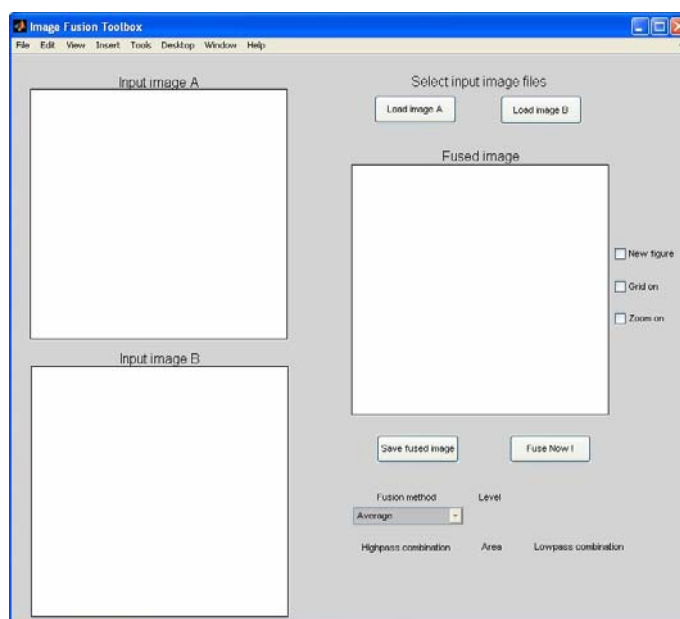 Image Fusion Toolbox
File Edit View Insert Tools Desktop Window Help
Input image A
Select input image files
Load image A Load image B
Fused image
New figure
Grid on
Zoom on
Input image B
Save fused image Fuse Now !
Fusion method Level
Average
Highpass combination Area Lowpass combination